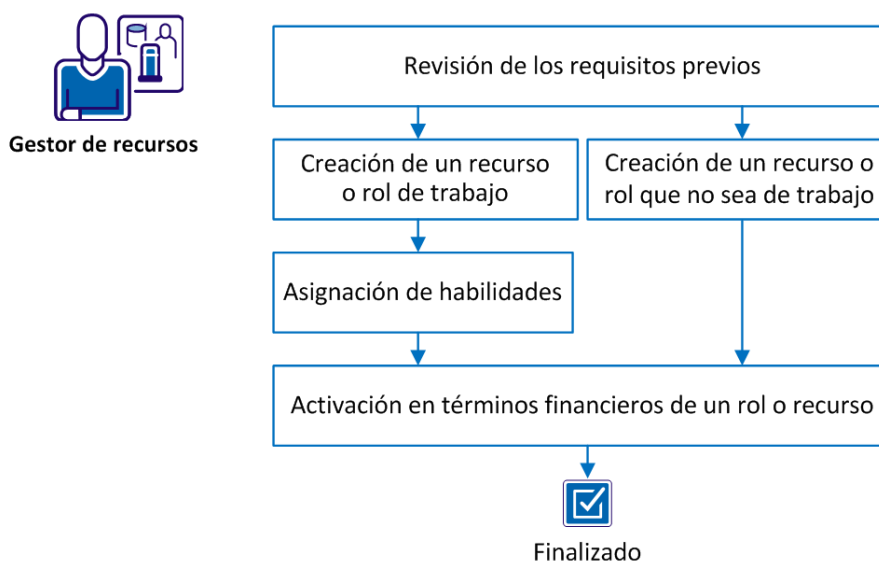 Revisión de los requisitos previos
Gestor de recursos
Creación de un recurso
o rol de trabajo
Creación de un recurso o
rol que no sea de trabajo
Asignación de habilidades
Activación en términos financieros de un rol o recurso
Finalizado